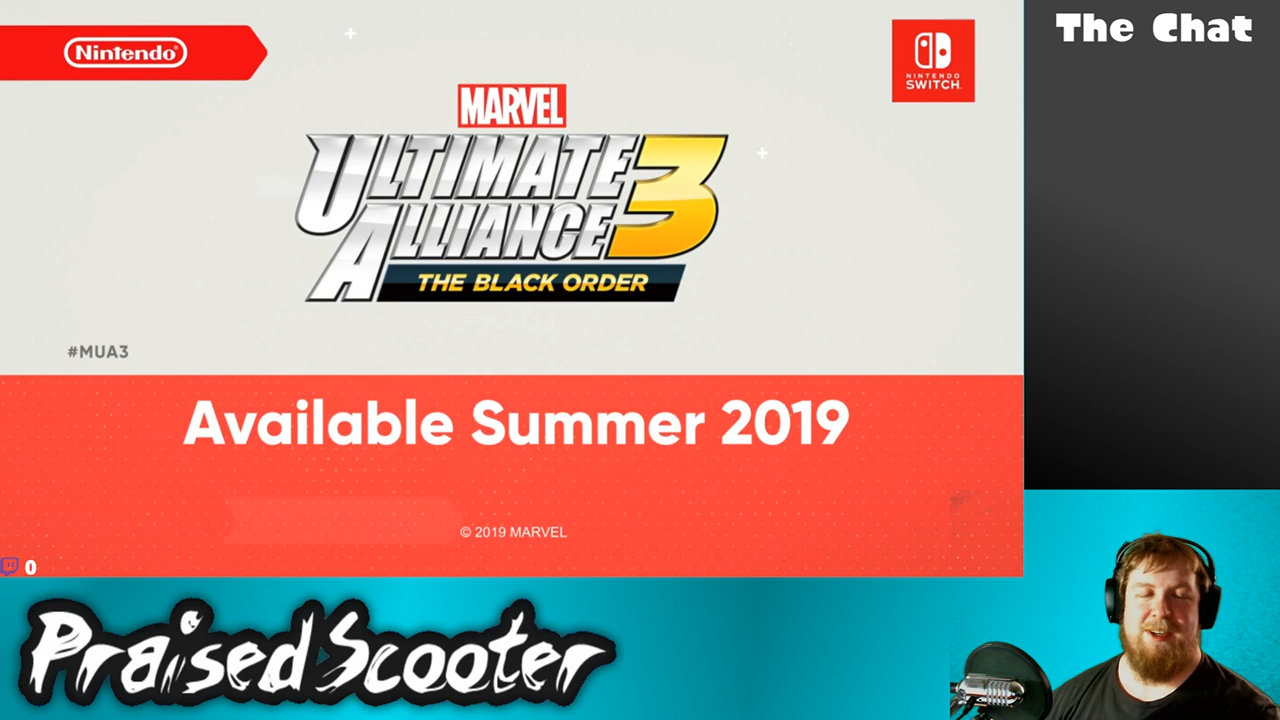 Nintendo
NINTENDO
SWITCH
The Chat
MARVEL
ULTIMATE
ALLIANCE 3
THE BLACK ORDER
#MUA3
Available Summer 2019
© 2019 MARVEL
0
PraisedScooter